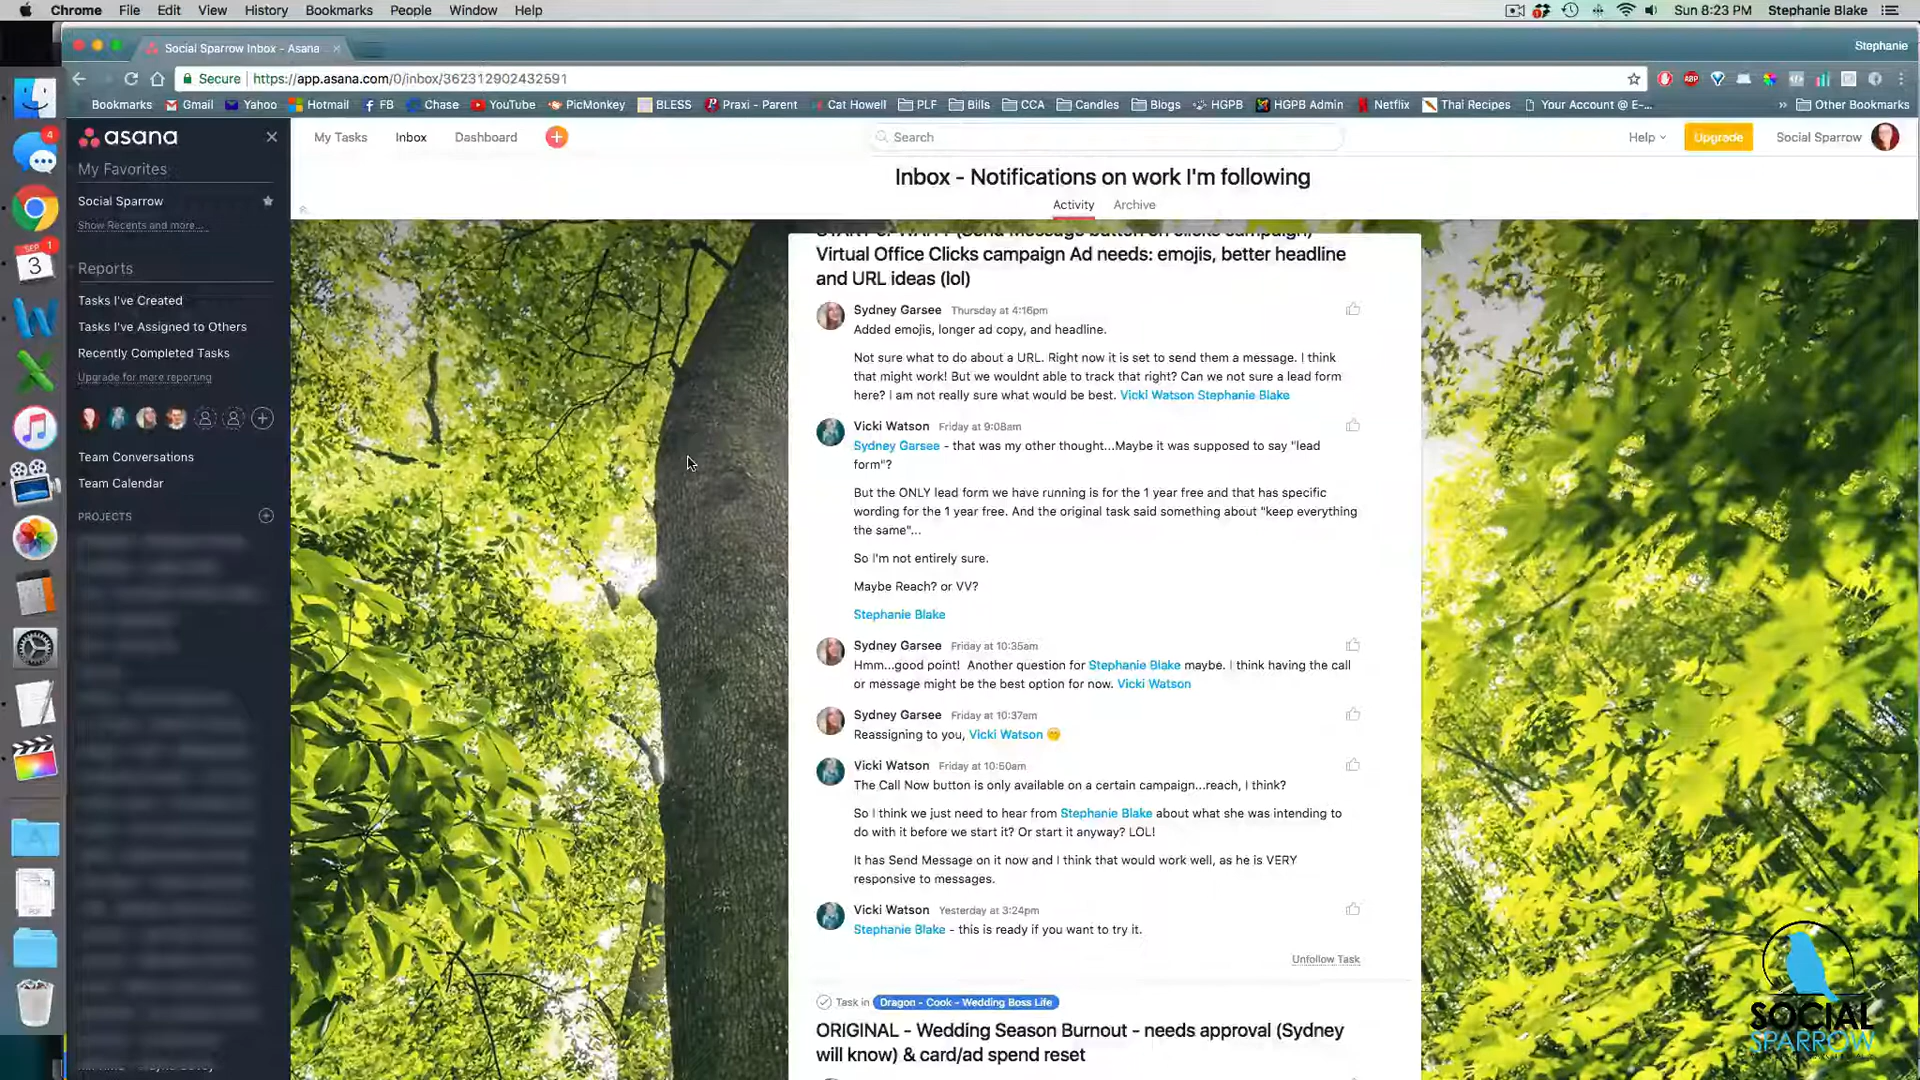 Chrome File Edit View History Bookmarks People Window Help
Sun 8:23 PM Stephanie Blake
Social Sparrow Inbox - Asana
Stephanie
Secure https://app.asana.com/0/inbox/362312902432591
Bookmarks Gmail Yahoo Hotmail FB Chase YouTube PicMonkey BLESS Praxi - Parent Cat Howell PLF Bills CCA Candles Blogs HGPB HGPB Admin Netflix Thai Recipes Your Account @ E-... » Other Bookmarks
asana
My Tasks Inbox Dashboard
Search
Help Upgrade Social Sparrow
My Favorites
Social Sparrow
Show Recents and more...
Reports
Tasks I've Created
Tasks I've Assigned to Others
Recently Completed Tasks
Upgrade for more reporting
Team Conversations
Team Calendar
PROJECTS
4
1
SEP 1
3
Inbox - Notifications on work I'm following
Activity Archive
START or WAIT (Send Message button on clicks campaign)
Virtual Office Clicks campaign Ad needs: emojis, better headline
and URL ideas (lol)
Sydney Garsee Thursday at 4:16pm
Added emojis, longer ad copy, and headline.
Not sure what to do about a URL. Right now it is set to send them a message. I think
that might work! But we wouldnt able to track that right? Can we not sure a lead form
here? I am not really sure what would be best. Vicki Watson Stephanie Blake
Vicki Watson Friday at 9:08am
Sydney Garsee - that was my other thought...Maybe it was supposed to say "lead
form"?
But the ONLY lead form we have running is for the 1 year free and that has specific
wording for the 1 year free. And the original task said something about "keep everything
the same"...
So I'm not entirely sure.
Maybe Reach? or VV?
Stephanie Blake
Sydney Garsee Friday at 10:35am
Hmm...good point! Another question for Stephanie Blake maybe. I think having the call
or message might be the best option for now. Vicki Watson
Sydney Garsee Friday at 10:37am
Reassigning to you, Vicki Watson 😊
Vicki Watson Friday at 10:50am
The Call Now button is only available on a certain campaign...reach, I think?
So I think we just need to hear from Stephanie Blake about what she was intending to
do with it before we start it? Or start it anyway? LOL!
It has Send Message on it now and I think that would work well, as he is VERY
responsive to messages.
Vicki Watson Yesterday at 3:24pm
Stephanie Blake - this is ready if you want to try it.
Unfollow Task
Task in Dragon - Cook - Wedding Boss Life
ORIGINAL - Wedding Season Burnout - needs approval (Sydney
will know) & card/ad spend reset
SOCIAL
SPARROW